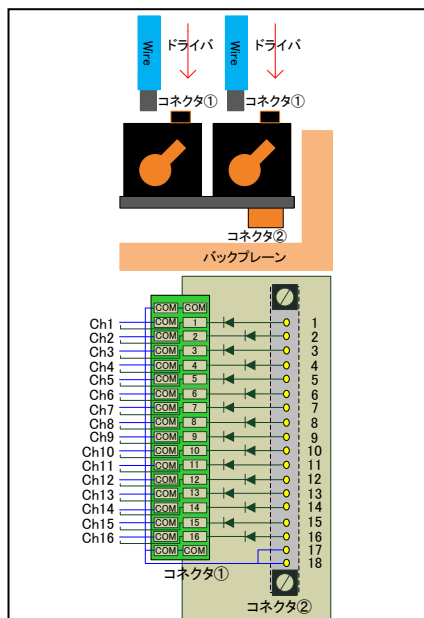 Wire ドライバ Wire ドライバ
コネクタ① コネクタ①
コネクタ②
バックプレーン
COM COM
Ch1 COM 1 1
Ch2 COM 2 2
Ch3 COM 3 3
Ch4 COM 4 4
Ch5 COM 5 5
Ch6 COM 6 6
Ch7 COM 7 7
Ch8 COM 8 8
Ch9 COM 9 9
Ch10 COM 10 10
Ch11 COM 11 11
Ch12 COM 12 12
Ch13 COM 13 13
Ch14 COM 14 14
Ch15 COM 15 15
Ch16 COM 16 16
COM COM 17
18
コネクタ①
コネクタ②